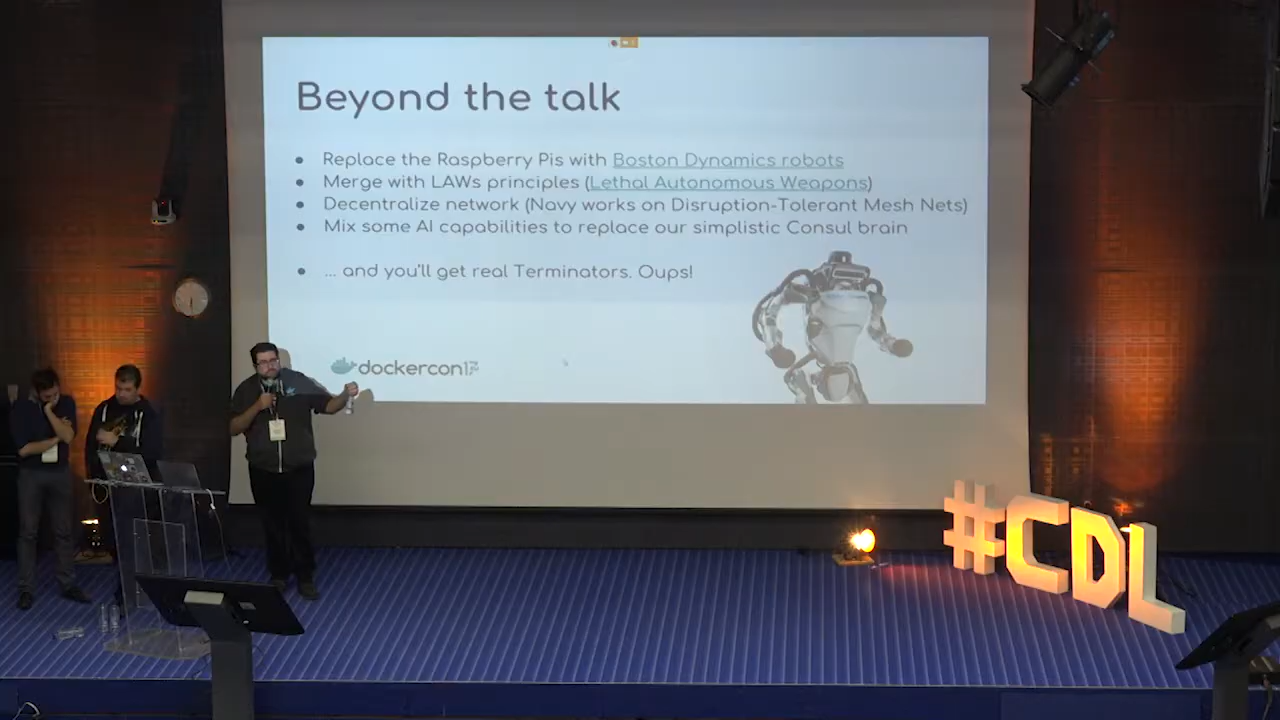 Beyond the talk
• Replace the Raspberry Pis with Boston Dynamics robots
• Merge with LAWs principles (Lethal Autonomous Weapons)
• Decentralize network (Navy works on Disruption-Tolerant Mesh Nets)
• Mix some AI capabilities to replace our simplistic Consul brain
• ... and you'll get real Terminators. Oups!
dockercon17
#CDL